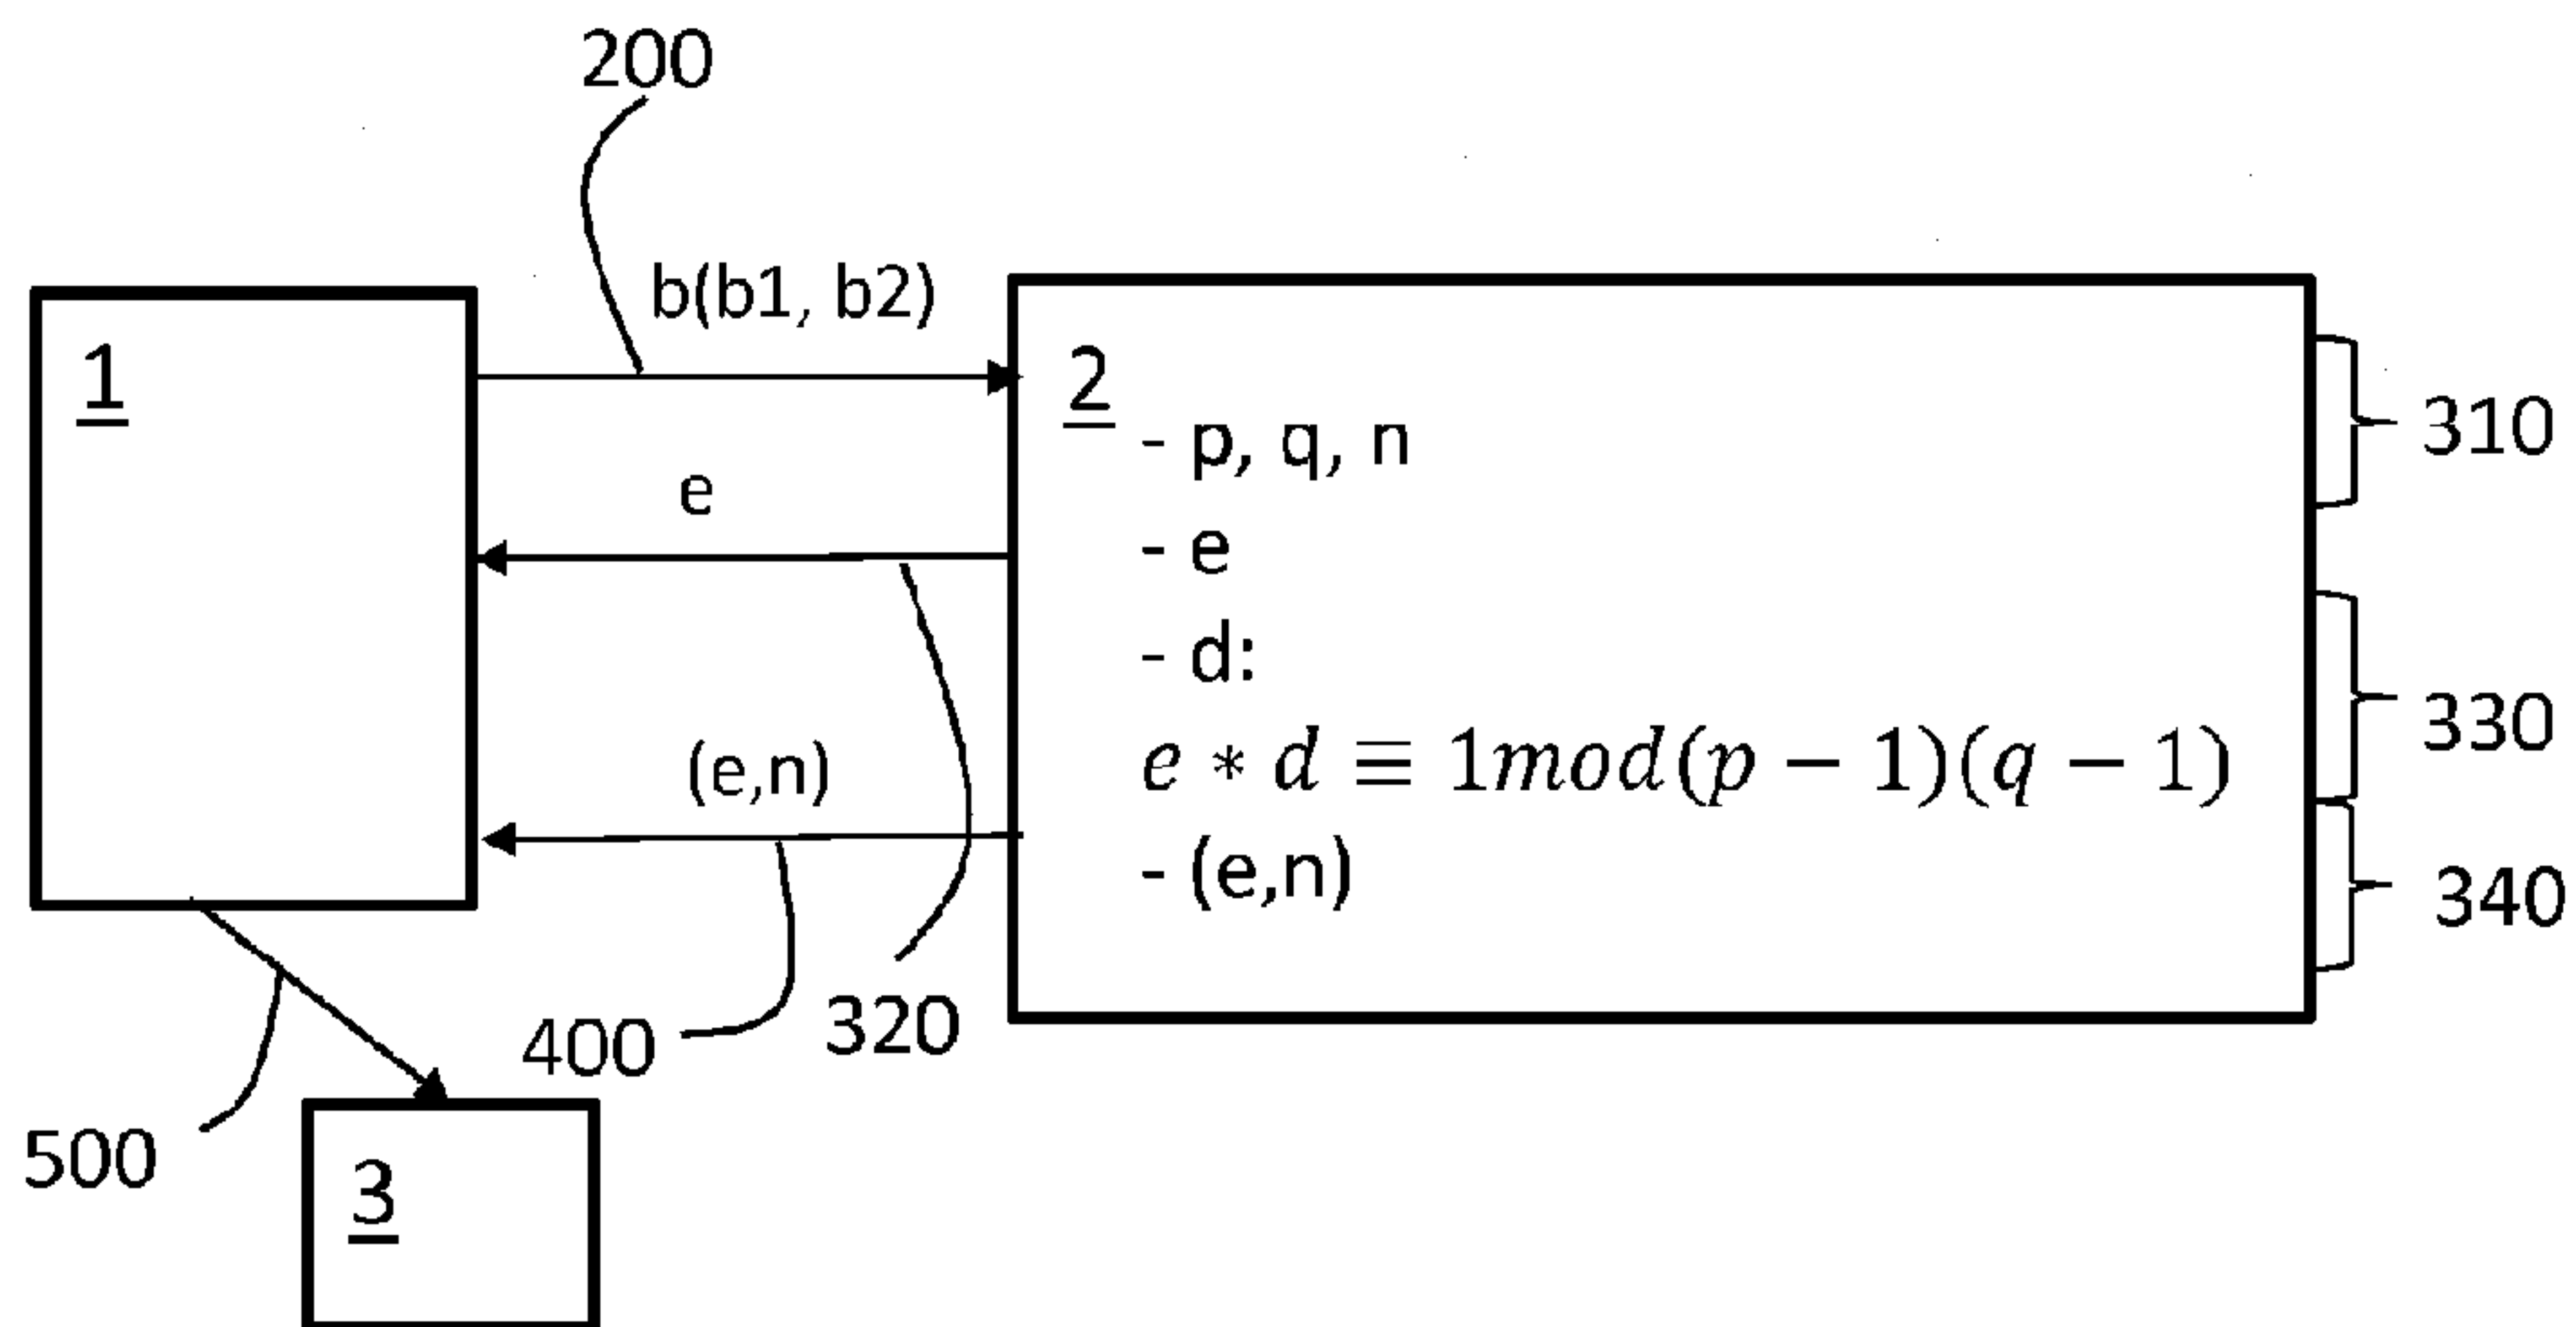 200
b(b1, b2)
1
2
- p, q, n
310
e
- e
- d:
330
e * d ≡ 1mod(p − 1)(q − 1)
(e,n)
- (e,n)
340
320
400
500
3